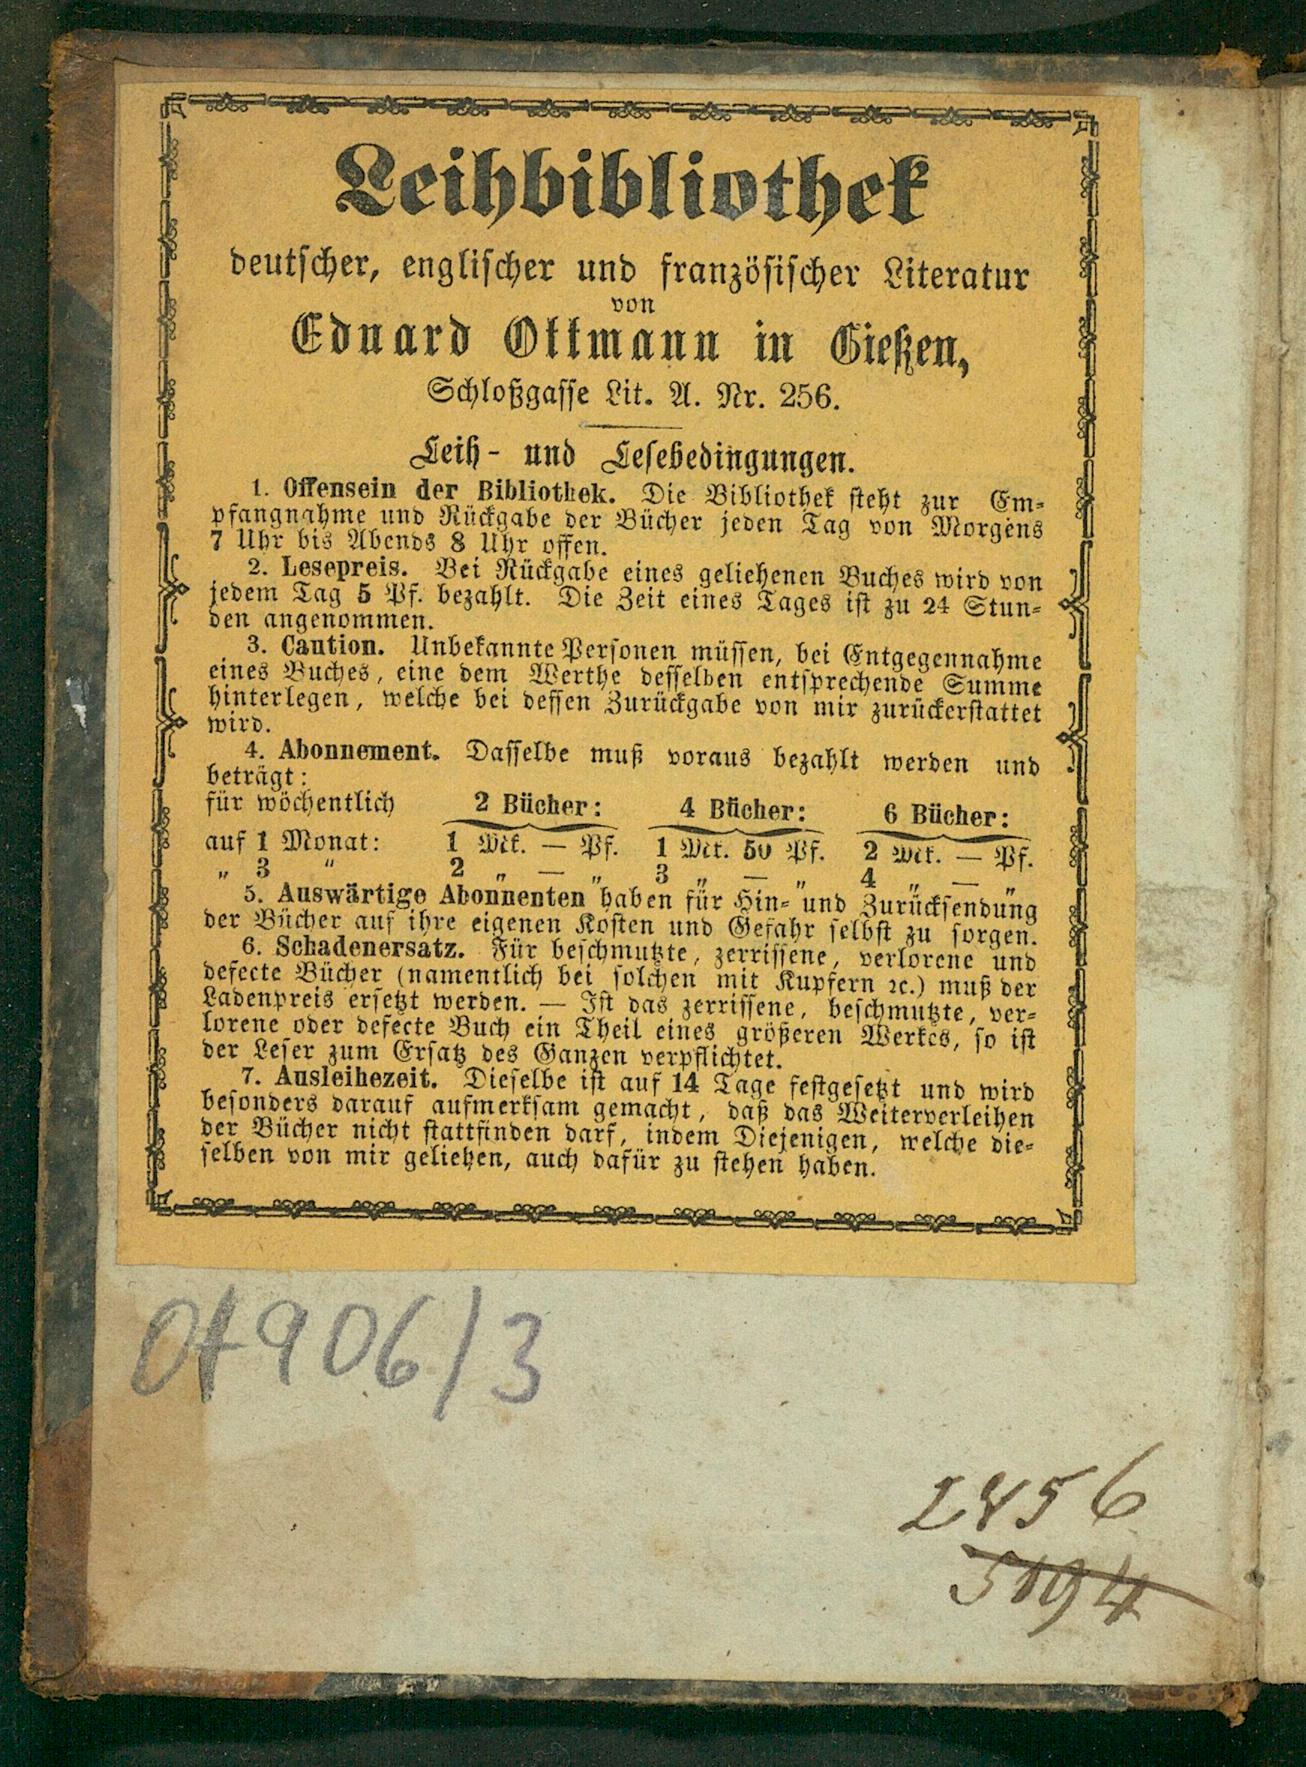 Leihbibliothek
deutscher, englischer und französischer Literatur
von
Eduard Ottmann in Gießen,
Schloßgasse Lit. A. Nr. 256.
Leih- und Lesebedingungen.
1. Offensein der Bibliothek. Die Bibliothek steht zur Em-
pfangnahme und Rückgabe der Bücher jeden Tag von Morgens
7 Uhr bis Abends 8 Uhr offen.
2. Lesepreis. Bei Rückgabe eines geliehenen Buches wird von
jedem Tag 5 Pf. bezahlt. Die Zeit eines Tages ist zu 24 Stun-
den angenommen.
3. Caution. Unbekannte Personen müssen, bei Entgegennahme
eines Buches, eine dem Werthe desselben entsprechende Summe
hinterlegen, welche bei dessen Zurückgabe von mir zurückerstattet
wird.
4. Abonnement. Dasselbe muß voraus bezahlt werden und
beträgt:
für wöchentlich 2 Bücher: 4 Bücher: 6 Bücher:
auf 1 Monat: 1 Mk. — Pf. 1 Mk. 50 Pf. 2 Mk. — Pf.
„ 3 „ 2 „ — „ 3 „ — „ 4 „ — „
5. Auswärtige Abonnenten haben für Hin- und Zurücksendung
der Bücher auf ihre eigenen Kosten und Gefahr selbst zu sorgen.
6. Schadenersatz. Für beschmutzte, zerrissene, verlorene und
defecte Bücher (namentlich bei solchen mit Kupfern ꝛc.) muß der
Ladenpreis ersetzt werden. — Ist das zerrissene, beschmutzte, ver-
lorene oder defecte Buch ein Theil eines größeren Werkes, so ist
der Leser zum Ersatz des Ganzen verpflichtet.
7. Ausleihezeit. Dieselbe ist auf 14 Tage festgesetzt und wird
besonders darauf aufmerksam gemacht, daß das Weiterverleihen
der Bücher nicht stattfinden darf, indem Diejenigen, welche die-
selben von mir geliehen, auch dafür zu stehen haben.